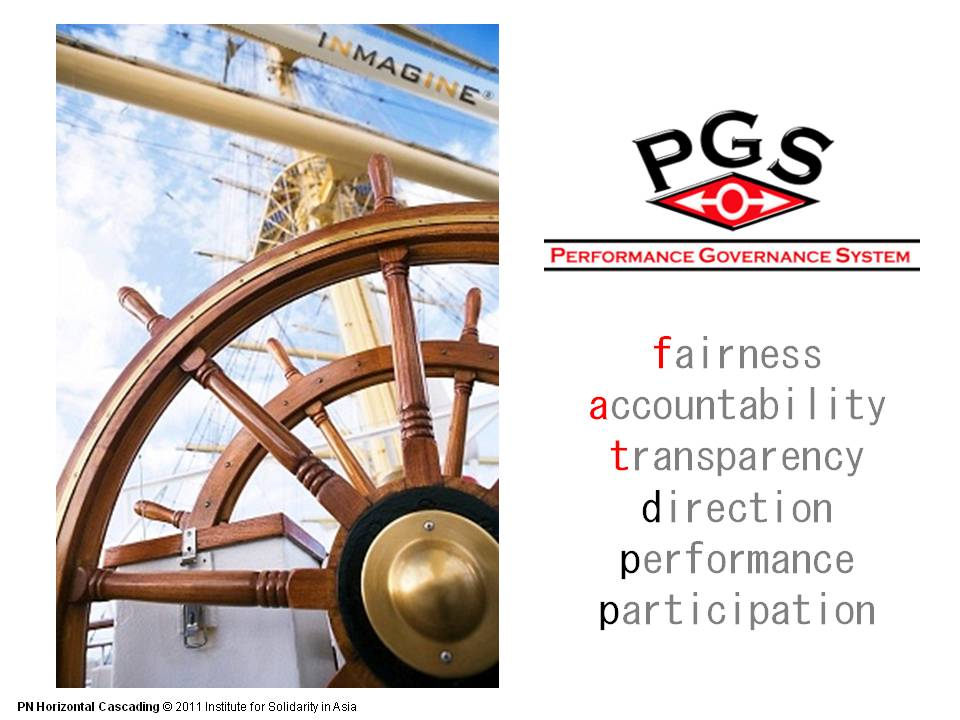 INMAGINE®
PGS
PERFORMANCE GOVERNANCE SYSTEM
fairness
accountability
transparency
direction
performance
participation
PN Horizontal Cascading © 2011 Institute for Solidarity in Asia